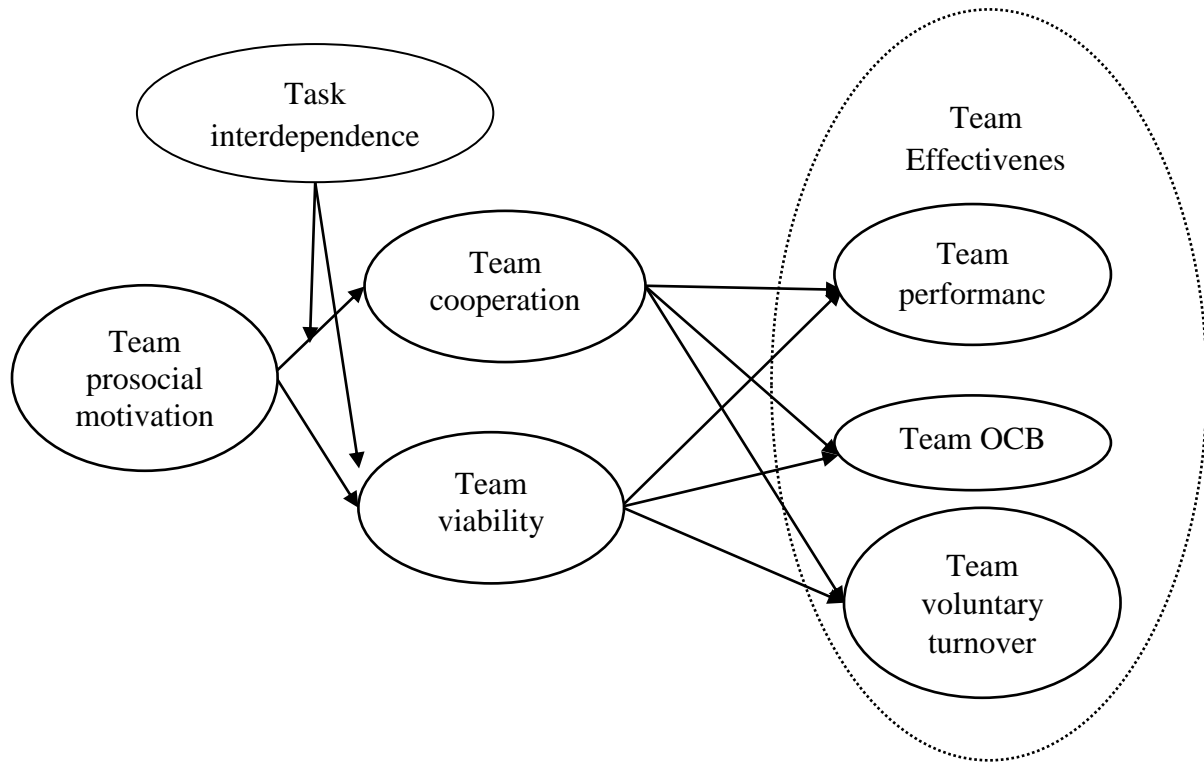 Task
interdependence
Team
Effectivenes
Team
cooperation
Team
performanc
Team
prosocial
motivation
Team OCB
Team
viability
Team
voluntary
turnover